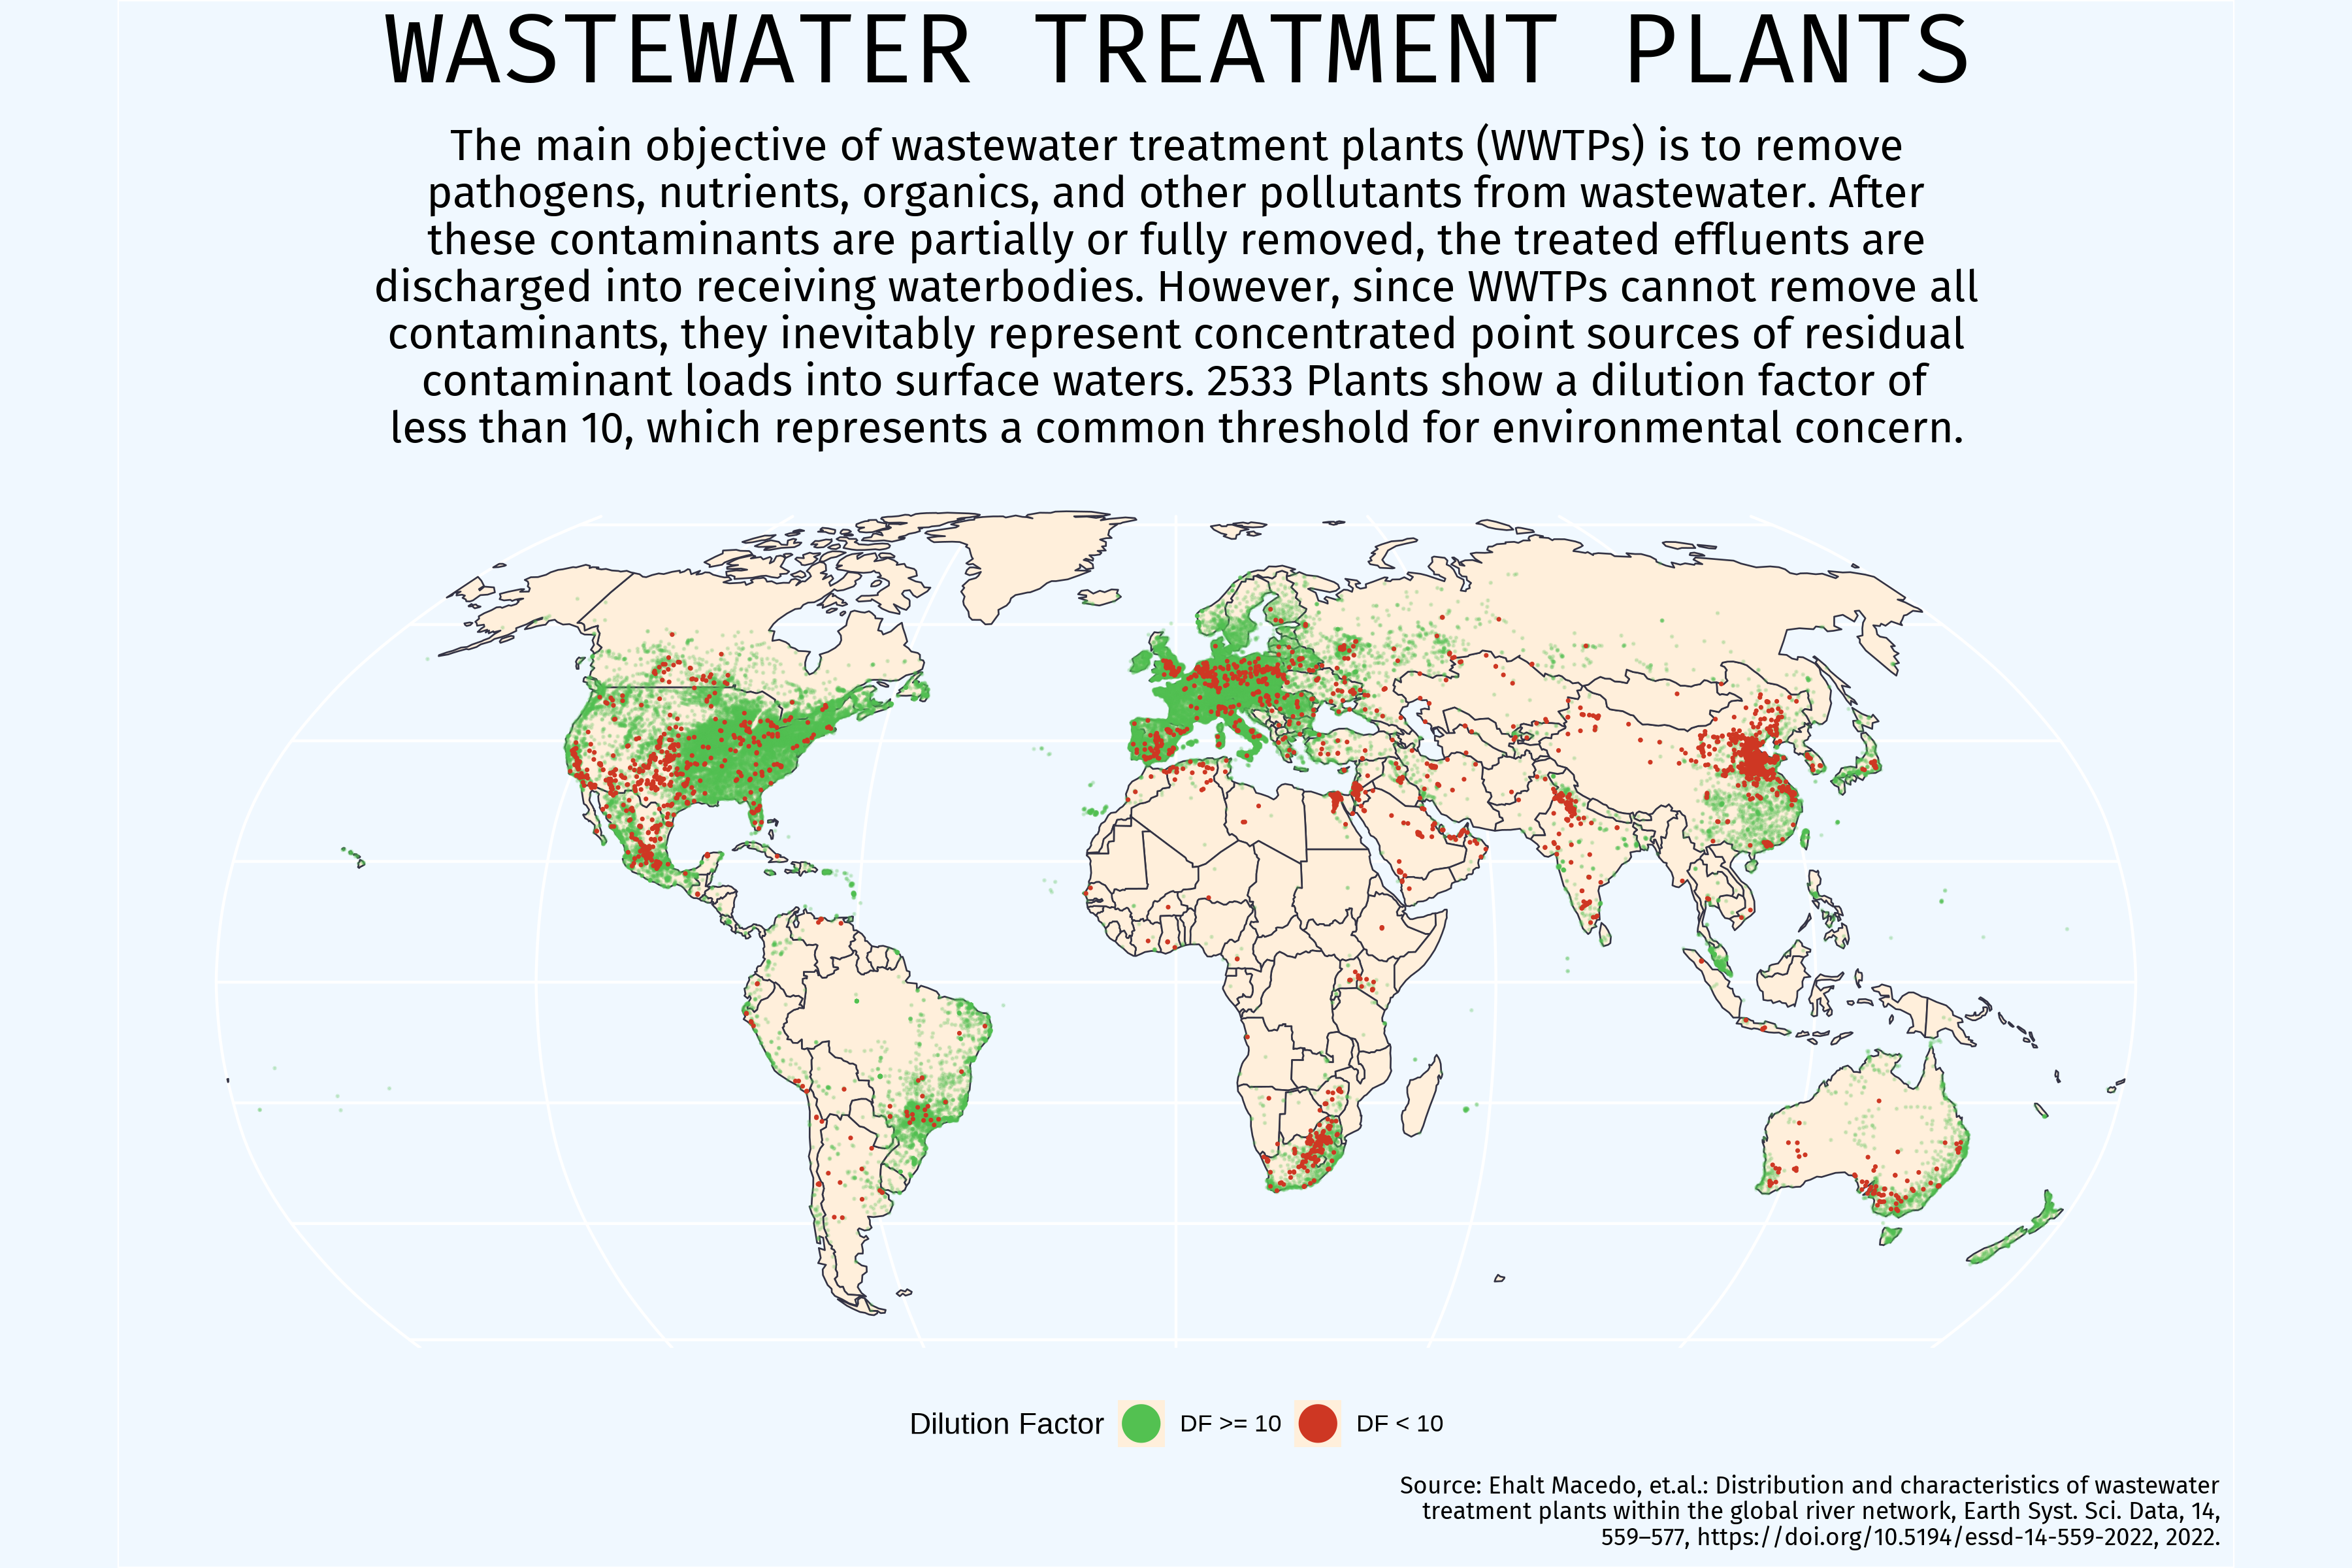 WASTEWATER TREATMENT PLANTS
The main objective of wastewater treatment plants (WWTPs) is to remove
pathogens, nutrients, organics, and other pollutants from wastewater. After
these contaminants are partially or fully removed, the treated effluents are
discharged into receiving waterbodies. However, since WWTPs cannot remove all
contaminants, they inevitably represent concentrated point sources of residual
contaminant loads into surface waters. 2533 Plants show a dilution factor of
less than 10, which represents a common threshold for environmental concern.
Dilution Factor DF >= 10 DF < 10
Source: Ehalt Macedo, et.al.: Distribution and characteristics of wastewater
treatment plants within the global river network, Earth Syst. Sci. Data, 14,
559–577, https://doi.org/10.5194/essd-14-559-2022, 2022.